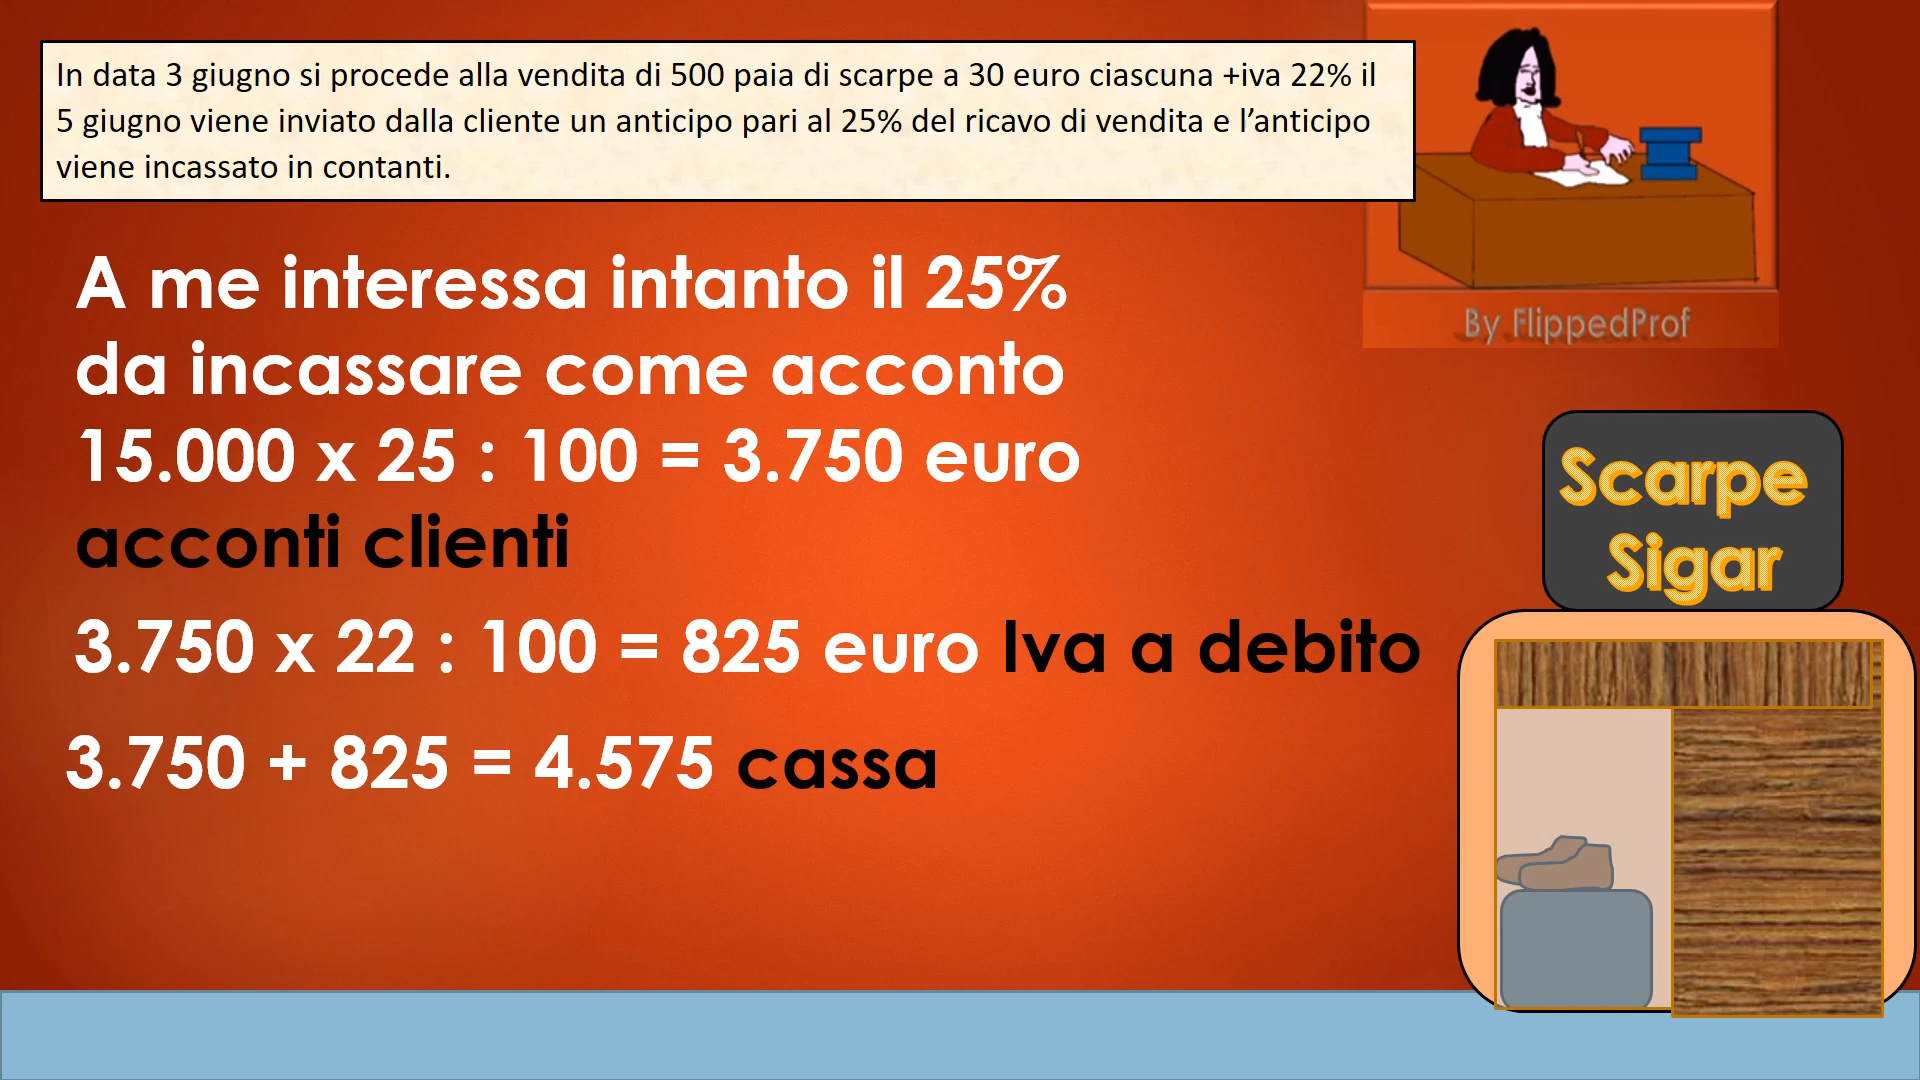 In data 3 giugno si procede alla vendita di 500 paia di scarpe a 30 euro ciascuna +iva 22% il
5 giugno viene inviato dalla cliente un anticipo pari al 25% del ricavo di vendita e l’anticipo
viene incassato in contanti.
By FlippedProf
A me interessa intanto il 25%
da incassare come acconto
15.000 x 25 : 100 = 3.750 euro
acconti clienti
3.750 x 22 : 100 = 825 euro Iva a debito
3.750 + 825 = 4.575 cassa
Scarpe
Sigar